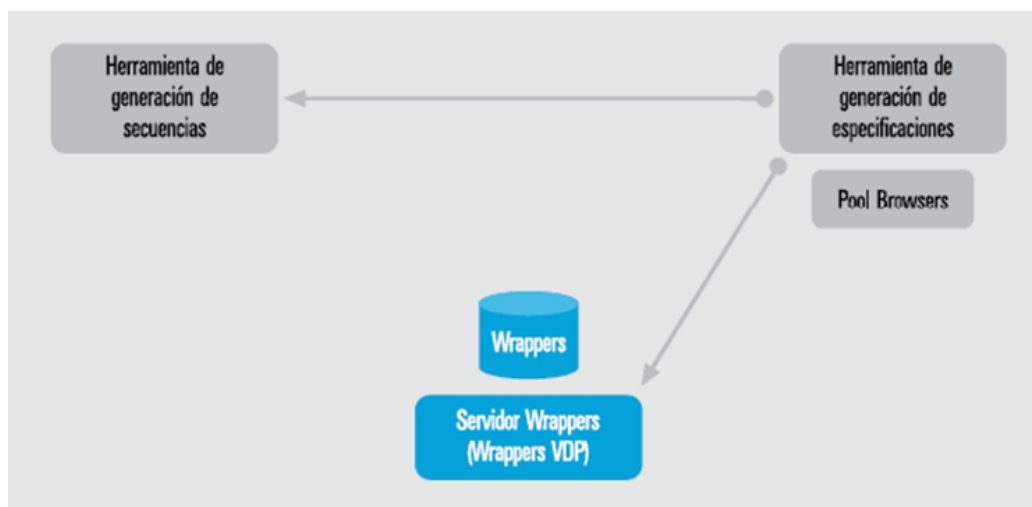 Herramienta de
generación de
secuencias
Herramienta de
generación de
especificaciones
Pool Browsers
Wrappers
Servidor Wrappers
(Wrappers VDP)